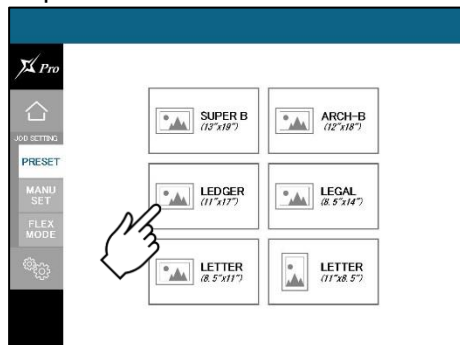 Pro
JOB SETTING
PRESET
MANU
SET
FLEX
MODE
SUPER B
(13"x19")
ARCH-B
(12"x18")
LEDGER
(11"x17")
LEGAL
(8.5"x14")
LETTER
(8.5"x11")
LETTER
(11"x8.5")